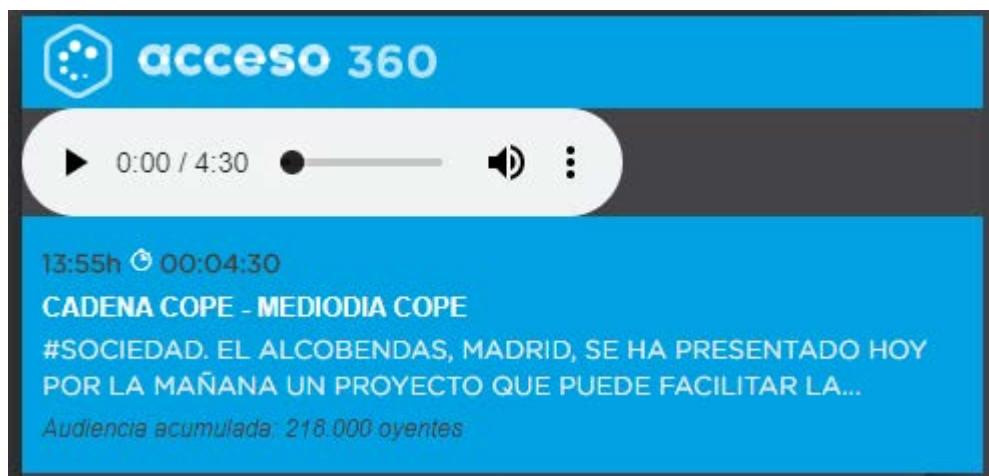 acceso 360
0:00 / 4:30
13:55h 00:04:30
CADENA COPE - MEDIODIA COPE
#SOCIEDAD. EL ALCOBENDAS, MADRID, SE HA PRESENTADO HOY
POR LA MAÑANA UN PROYECTO QUE PUEDE FACILITAR LA...
Audiencia acumulada: 218.000 oyentes